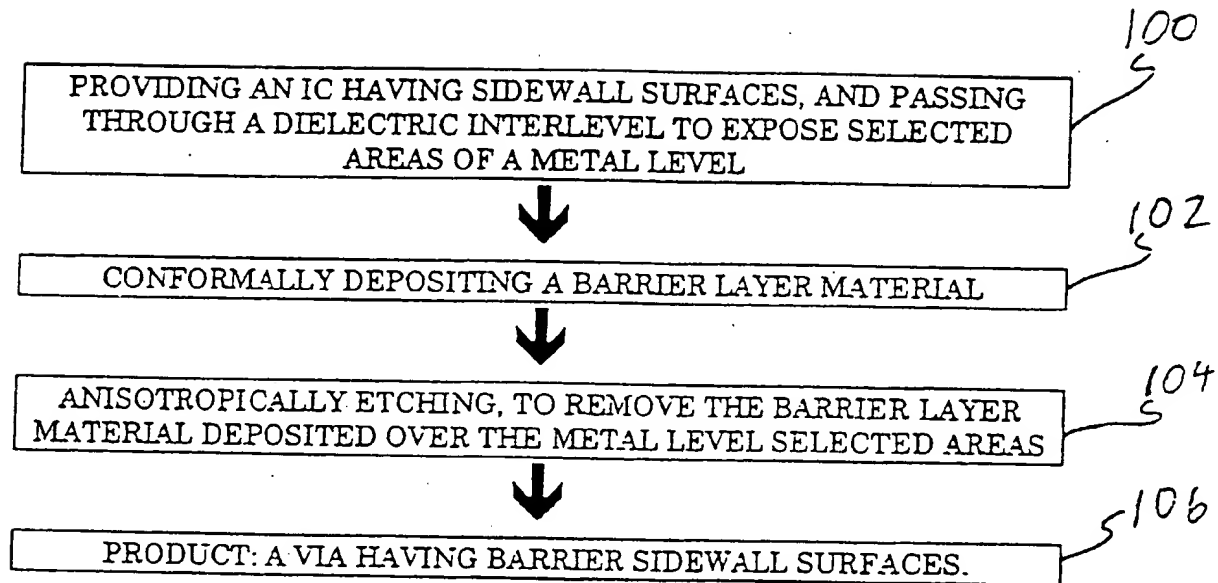 100
PROVIDING AN IC HAVING SIDEWALL SURFACES, AND PASSING
THROUGH A DIELECTRIC INTERLEVEL TO EXPOSE SELECTED
AREAS OF A METAL LEVEL
102
CONFORMALLY DEPOSITING A BARRIER LAYER MATERIAL
104
ANISOTROPICALLY ETCHING, TO REMOVE THE BARRIER LAYER
MATERIAL DEPOSITED OVER THE METAL LEVEL SELECTED AREAS
106
PRODUCT: A VIA HAVING BARRIER SIDEWALL SURFACES.